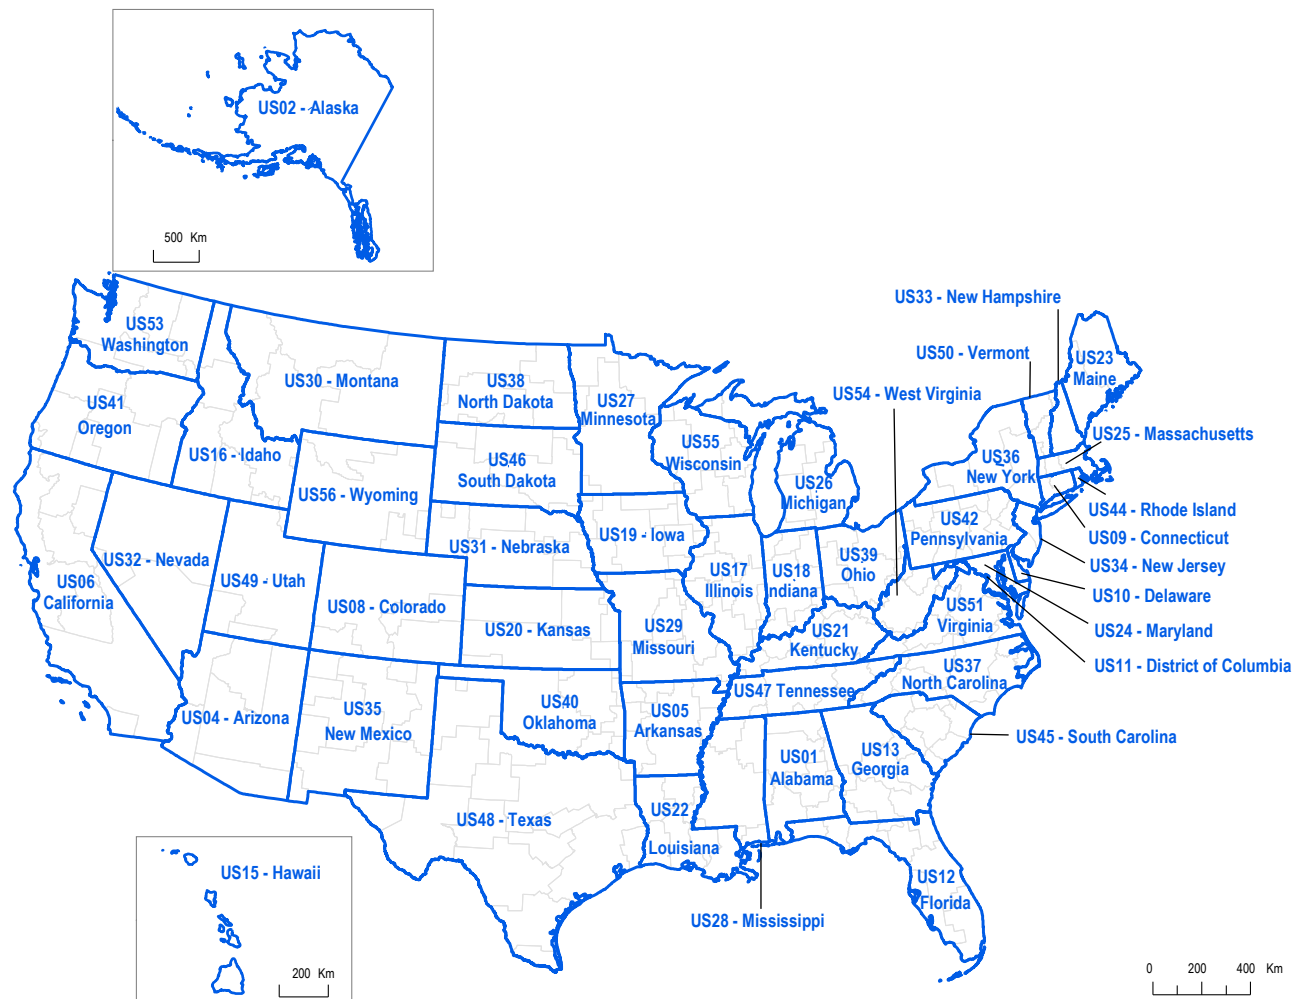 US02 - Alaska
500 Km
US33 - New Hampshire
US50 - Vermont
US53
Washington
US23
Maine
US30 - Montana
US38
North Dakota
US54 - West Virginia
US27
Minnesota
US41
Oregon
US25 - Massachusetts
US55
Wisconsin
US16 - Idaho
US46
South Dakota
US36
New York
US26
Michigan
US56 - Wyoming
US44 - Rhode Island
US42
Pennsylvania
US19 - Iowa
US09 - Connecticut
US31 - Nebraska
US32 - Nevada
US39
Ohio
US34 - New Jersey
US06
California
US49 - Utah
US17
Illinois
US18
Indiana
US10 - Delaware
US08 - Colorado
US51
Virginia
US20 - Kansas
US29
Missouri
US21
Kentucky
US24 - Maryland
US11 - District of Columbia
US37
North Carolina
US47 Tennessee
US04 - Arizona
US35
New Mexico
US40
Oklahoma
US05
Arkansas
US45 - South Carolina
US01
Alabama
US13
Georgia
US48 - Texas
US22
Louisiana
US15 - Hawaii
US12
Florida
US28 - Mississippi
200 Km
0 200 400 Km